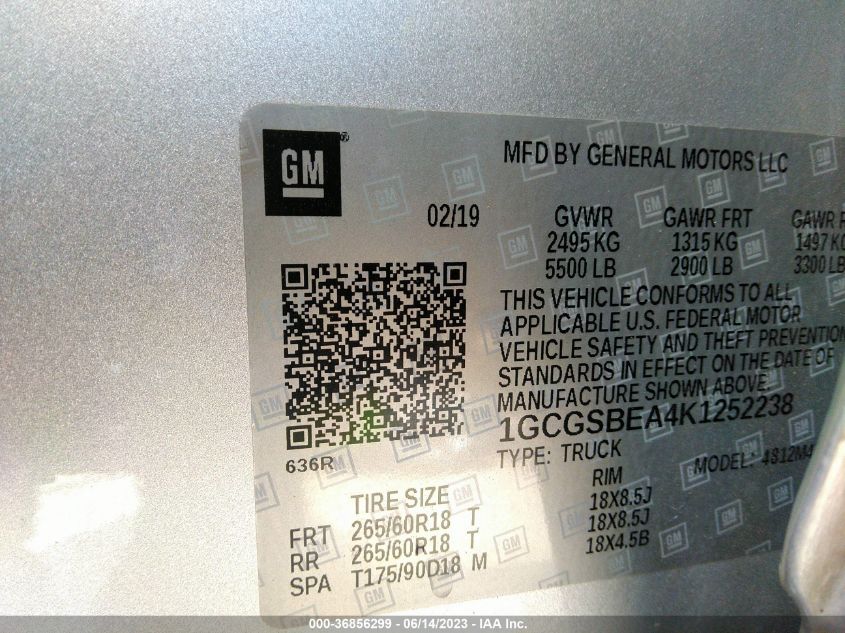 GM
MFD BY GENERAL MOTORS LLC
02/19 GVWR GAWR FRT GAWR
2495 KG 1315 KG 1497
5500 LB 2900 LB 3300 LB
THIS VEHICLE CONFORMS TO ALL
APPLICABLE U.S. FEDERAL MOTOR
VEHICLE SAFETY AND THEFT PREVENTION
STANDARDS IN EFFECT ON THE DATE OF
MANUFACTURE SHOWN ABOVE.
1GCGSBEA4K1252238
TYPE: TRUCK MODEL:
636R
TIRE SIZE RIM
FRT 265/60R18 T 18X8.5J
RR 265/60R18 T 18X8.5J
SPA T175/90D18 M 18X4.5B
000-36856299 - 06/14/2023 - IAA Inc.